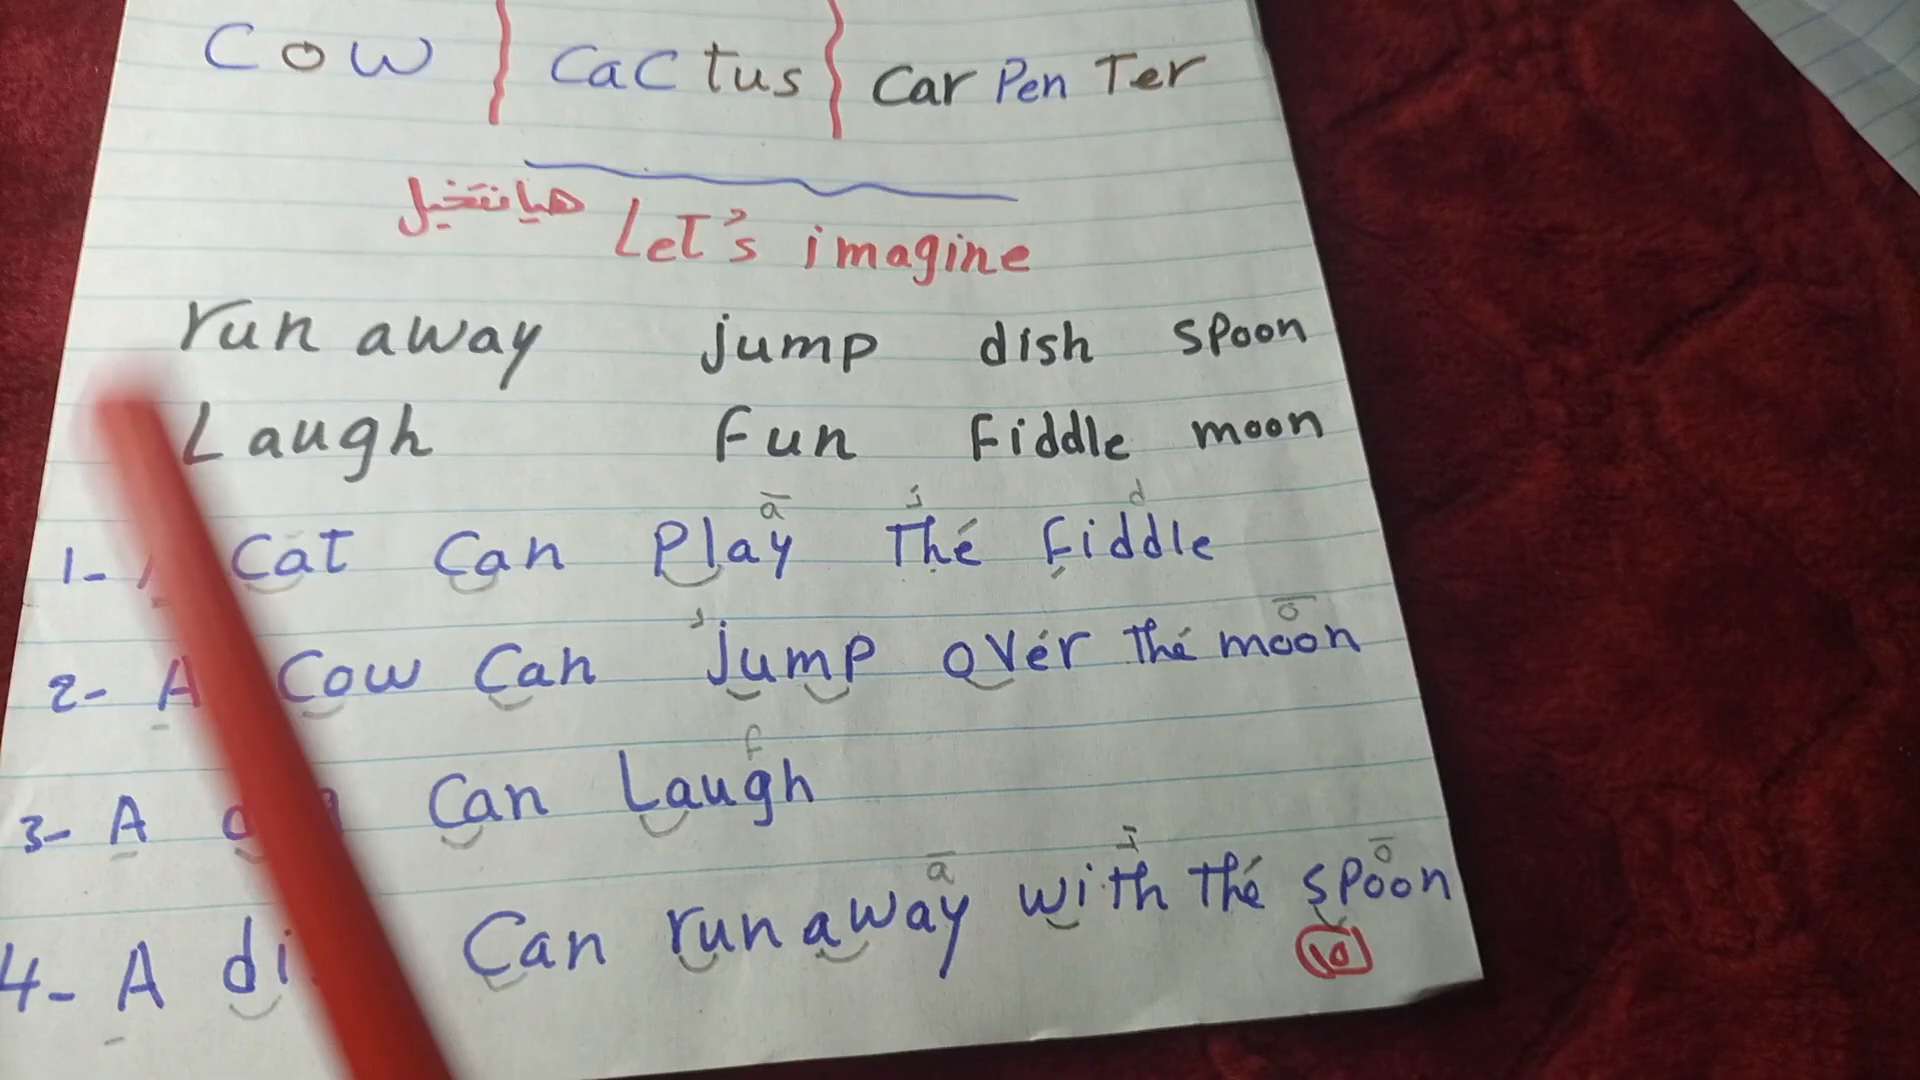 Cow CaCtus CarPenTer
هيا نتخيل Let's imagine
run away jump dish spoon
Laugh Fun Fiddle moon
ā d
1- Cat Can Play The Fiddle
ō
2- A Cow Can Jump over the moon
f
3- A Can Laugh
ā ō
4- A Can run away with the spoon
10